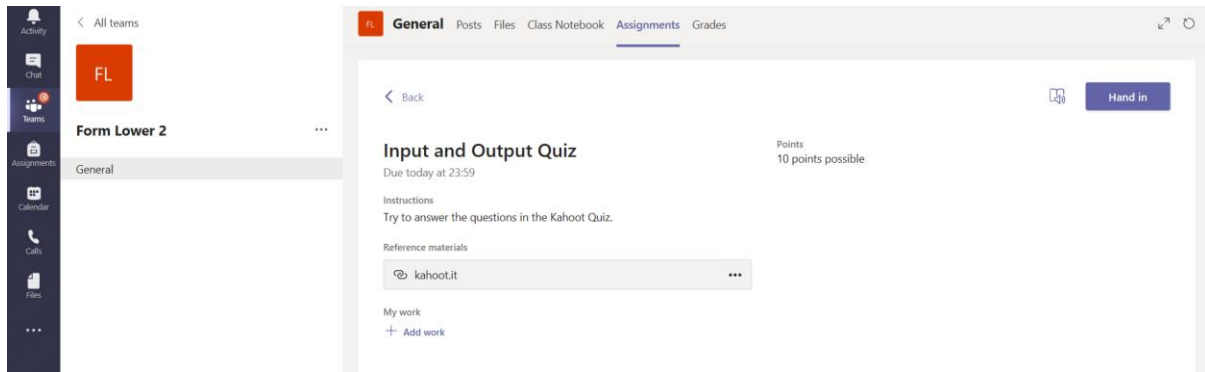 Activity
Chat
Teams
Assignments
Calendar
Calls
Files
All teams
FL
Form Lower 2
General
FL
General Posts Files Class Notebook Assignments Grades
Back
Hand in
Input and Output Quiz
Due today at 23:59
Points
10 points possible
Instructions
Try to answer the questions in the Kahoot Quiz.
Reference materials
kahoot.it
My work
Add work